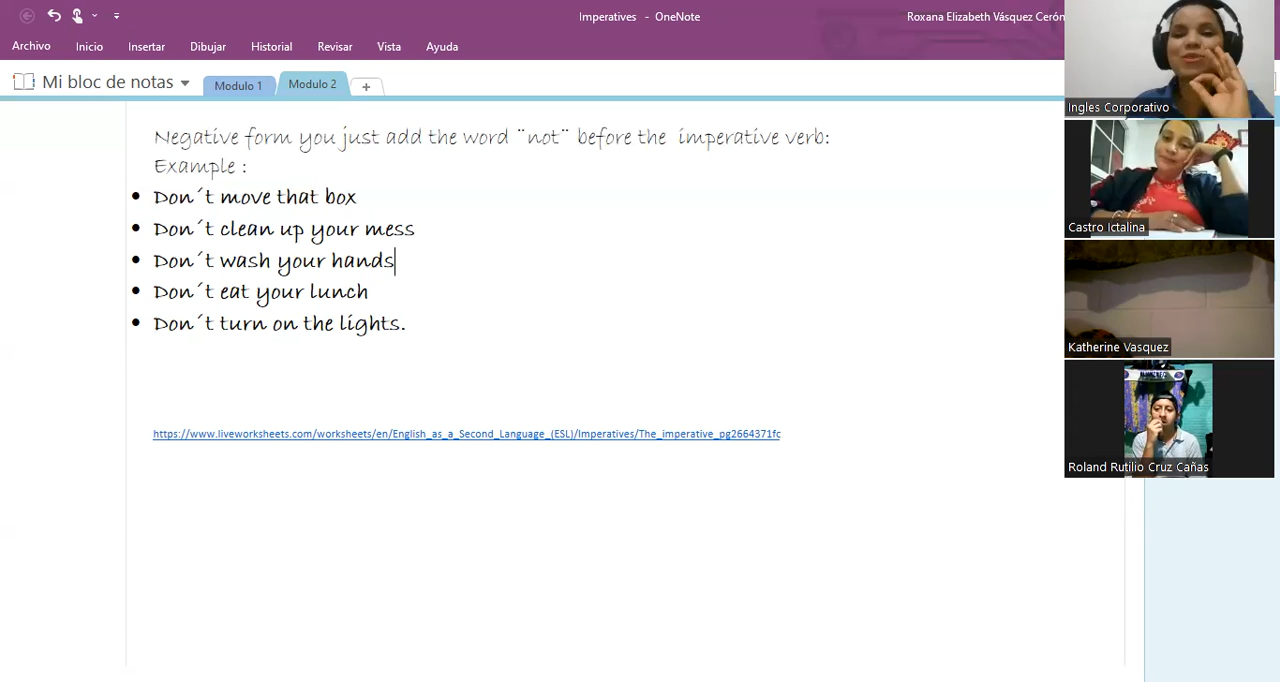 Imperatives - OneNote
Roxana Elizabeth Vásquez Cerón
Archivo Inicio Insertar Dibujar Historial Revisar Vista Ayuda
Mi bloc de notas Modulo 1 Modulo 2 +
Negative form you just add the word ¨not¨ before the imperative verb:
Example :
• Don´t move that box
• Don´t clean up your mess
• Don´t wash your hands
• Don´t eat your lunch
• Don´t turn on the lights.
https://www.liveworksheets.com/worksheets/en/English_as_a_Second_Language_(ESL)/Imperatives/The_imperative_pg2664371fc
Ingles Corporativo
Castro Ictalina
Katherine Vasquez
Roland Rutilio Cruz Cañas